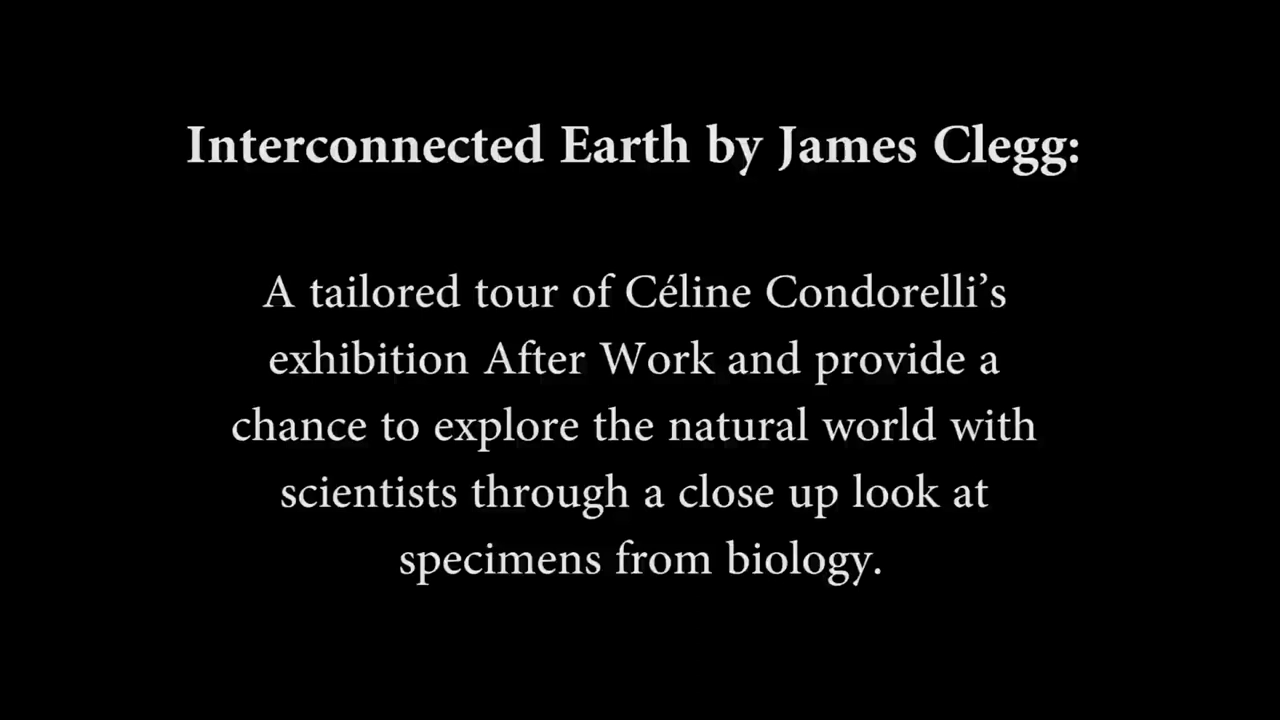 Interconnected Earth by James Clegg:
A tailored tour of Céline Condorelli’s
exhibition After Work and provide a
chance to explore the natural world with
scientists through a close up look at
specimens from biology.